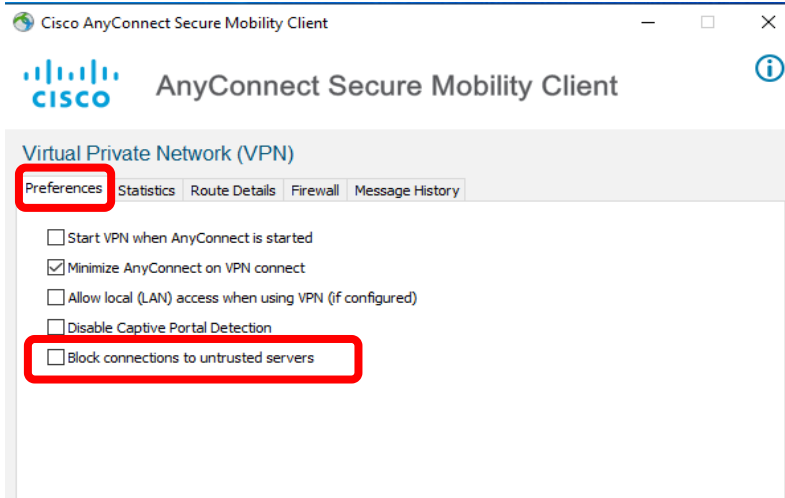 Cisco AnyConnect Secure Mobility Client
CISCO
AnyConnect Secure Mobility Client
Virtual Private Network (VPN)
Preferences Statistics Route Details Firewall Message History
Start VPN when AnyConnect is started
Minimize AnyConnect on VPN connect
Allow local (LAN) access when using VPN (if configured)
Disable Captive Portal Detection
Block connections to untrusted servers